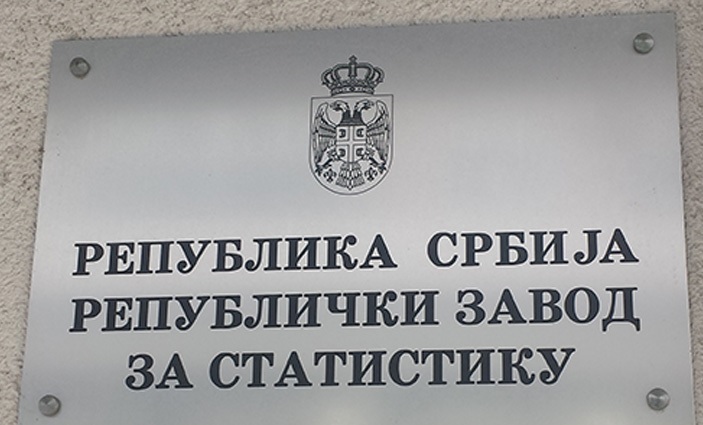 РЕПУБЛИКА СРБИЈА
РЕПУБЛИЧКИ ЗАВОД
ЗА СТАТИСТИКУ